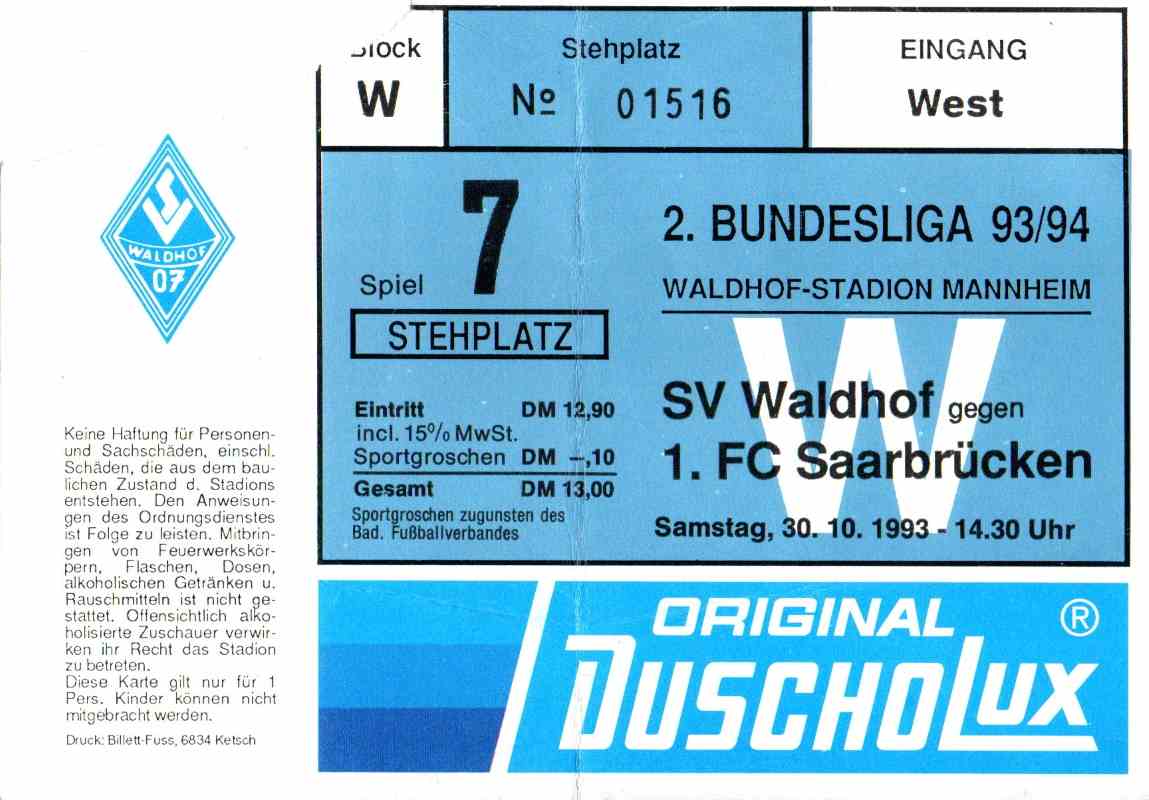 Block
W
Stehplatz
Nº 01516
EINGANG
West
SV
WALDHOF
07
Spiel 7
STEHPLATZ
Eintritt DM 12,90
incl. 15% MwSt.
Sportgroschen DM –,10
Gesamt DM 13,00
Sportgroschen zugunsten des
Bad. Fußballverbandes
2. BUNDESLIGA 93/94
WALDHOF-STADION MANNHEIM
W
SV Waldhof gegen
1. FC Saarbrücken
Samstag, 30. 10. 1993 - 14.30 Uhr
Keine Haftung für Personen-
und Sachschäden, einschl.
Schäden, die aus dem bau-
lichen Zustand d. Stadions
entstehen. Den Anweisun-
gen des Ordnungsdienstes
ist Folge zu leisten. Mitbrin-
gen von Feuerwerkskör-
pern, Flaschen, Dosen,
alkoholischen Getränken u.
Rauschmitteln ist nicht ge-
stattet. Offensichtlich alko-
holisierte Zuschauer verwir-
ken ihr Recht das Stadion
zu betreten.
Diese Karte gilt nur für 1
Pers. Kinder können nicht
mitgebracht werden.
Druck: Billett-Fuss, 6834 Ketsch
ORIGINAL ®
DUSCHOLUX